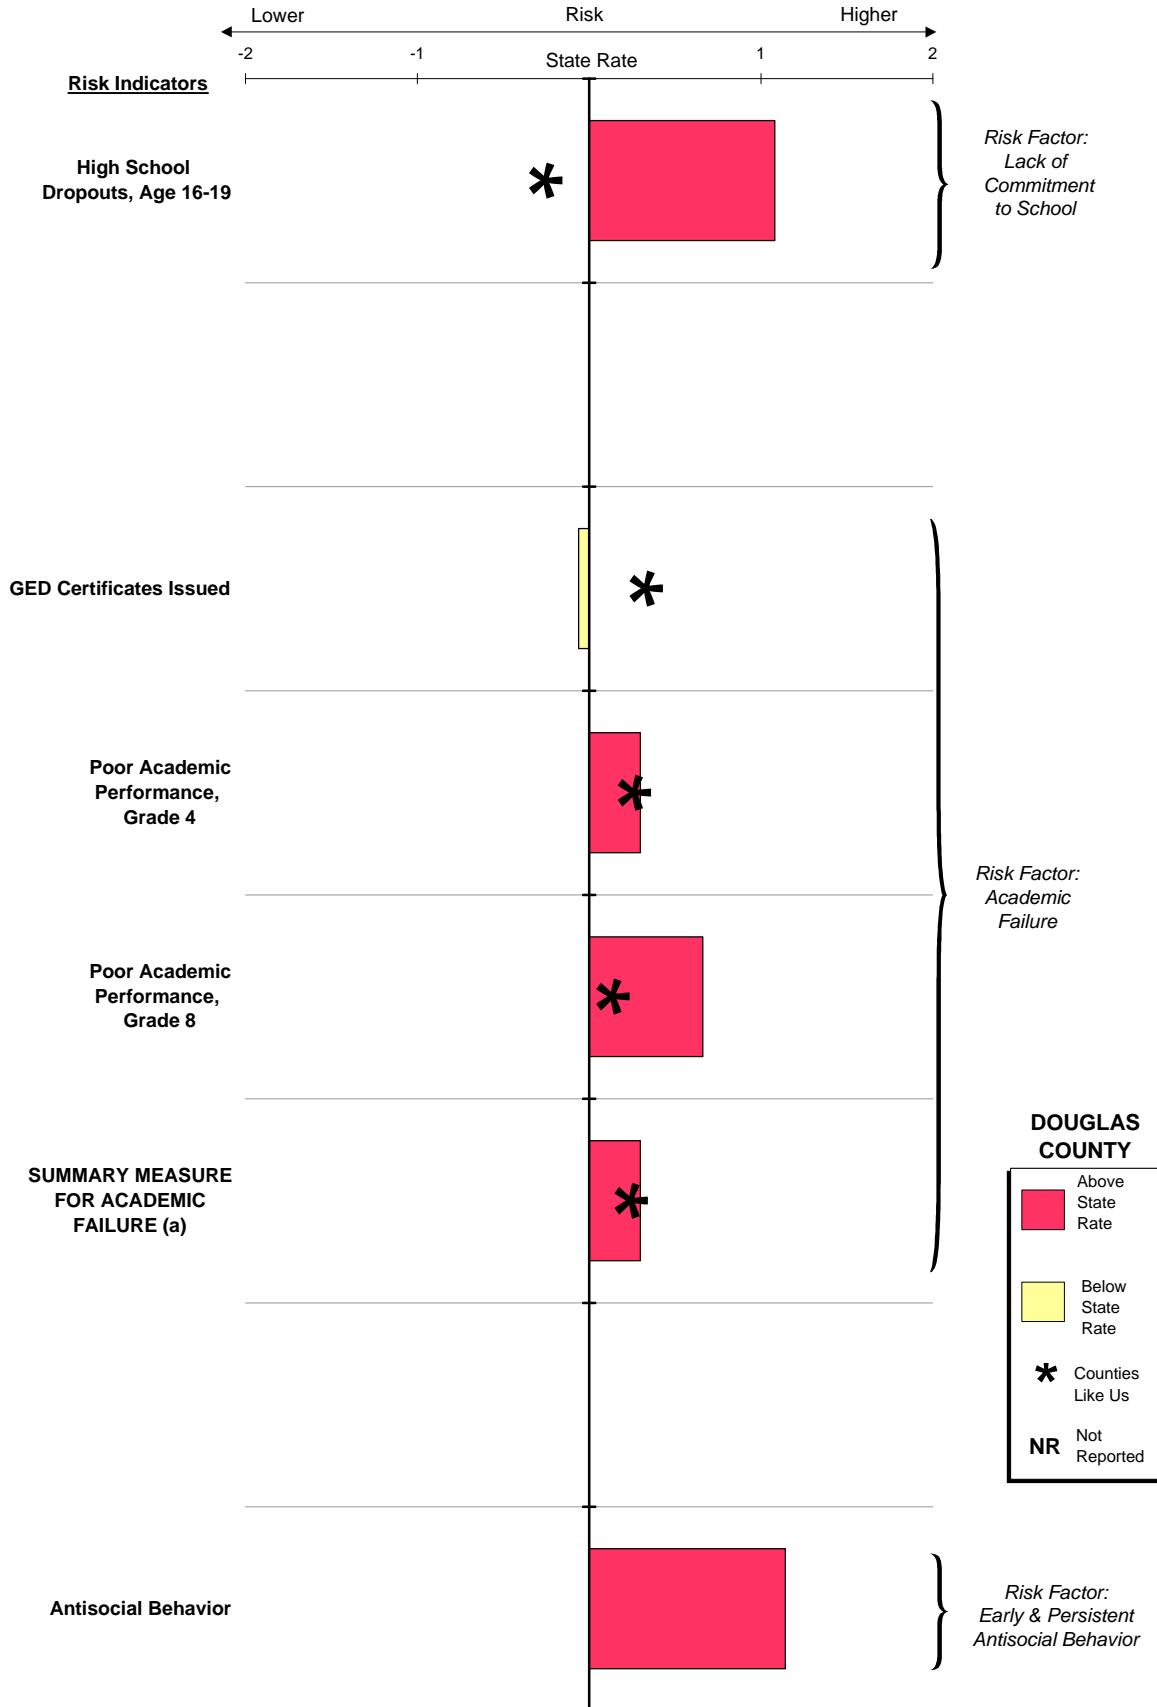 Lower Risk Higher
-2 -1 State Rate 1 2
Risk Indicators
High School
Dropouts, Age 16-19
*
Risk Factor:
Lack of
Commitment
to School
GED Certificates Issued
*
Poor Academic
Performance,
Grade 4
*
Risk Factor:
Academic
Failure
Poor Academic
Performance,
Grade 8
*
SUMMARY MEASURE
FOR ACADEMIC
FAILURE (a)
*
DOUGLAS
COUNTY
Above
State
Rate
Below
State
Rate
* Counties
Like Us
NR Not
Reported
Antisocial Behavior
Risk Factor:
Early & Persistent
Antisocial Behavior